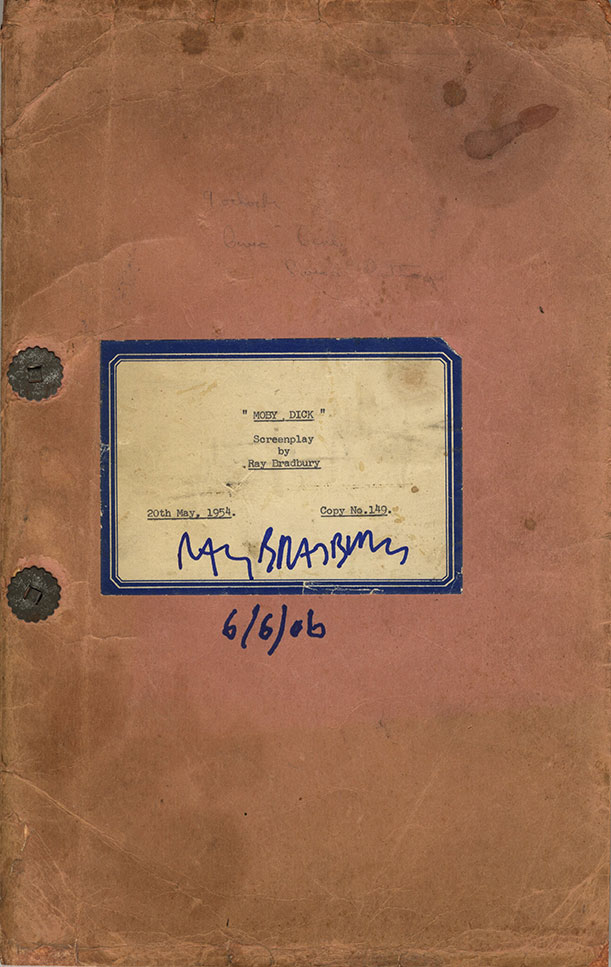 " MOBY DICK "
Screenplay
by
Ray Bradbury
20th May, 1954. Copy No.149.
RAY BRADBURY
6/6/06